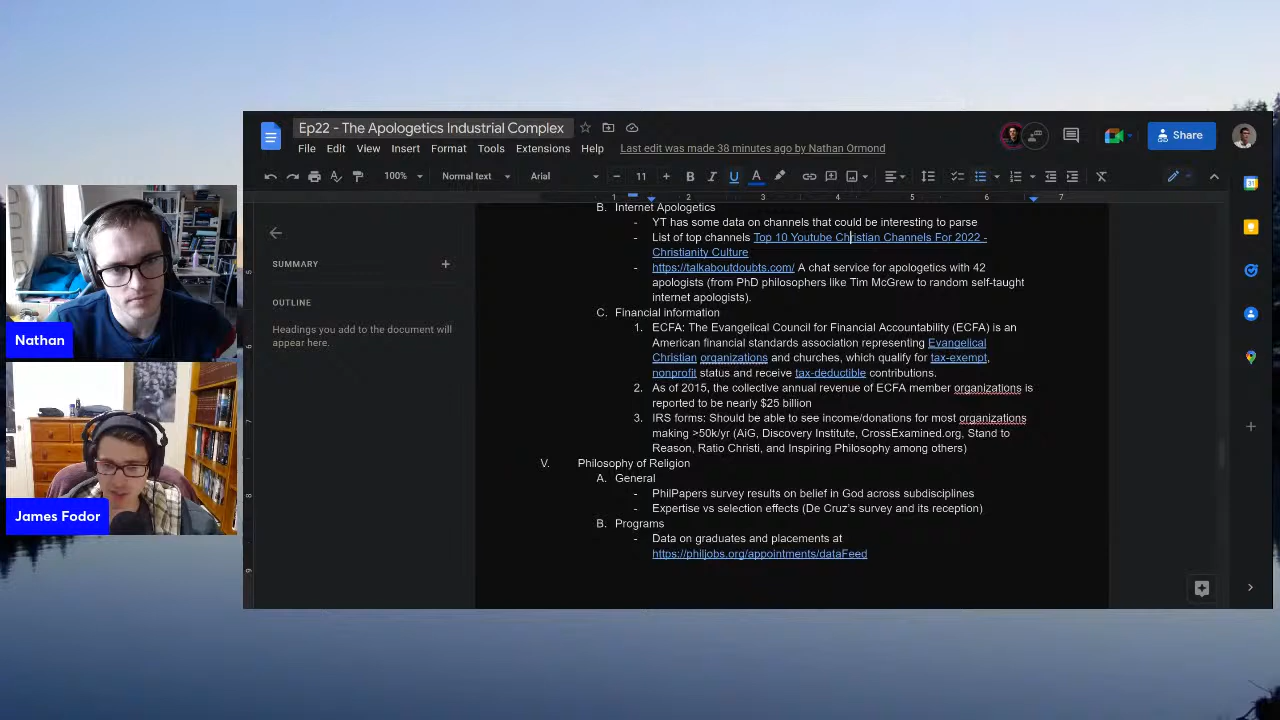 Ep22 - The Apologetics Industrial Complex
File Edit View Insert Format Tools Extensions Help Last edit was made 38 minutes ago by Nathan Ormond
Share
100% Normal text Arial 11
1 2 3 4 5 6 7
SUMMARY
OUTLINE
Headings you add to the document will
appear here.
B. Internet Apologetics
- YT has some data on channels that could be interesting to parse
- List of top channels Top 10 Youtube Christian Channels For 2022 -
Christianity Culture
- https://talkaboutdoubts.com/ A chat service for apologetics with 42
apologists (from PhD philosophers like Tim McGrew to random self-taught
internet apologists).
C. Financial information
1. ECFA: The Evangelical Council for Financial Accountability (ECFA) is an
American financial standards association representing Evangelical
Christian organizations and churches, which qualify for tax-exempt,
nonprofit status and receive tax-deductible contributions.
2. As of 2015, the collective annual revenue of ECFA member organizations is
reported to be nearly $25 billion
3. IRS forms: Should be able to see income/donations for most organizations
making >50k/yr (AiG, Discovery Institute, CrossExamined.org, Stand to
Reason, Ratio Christi, and Inspiring Philosophy among others)
V. Philosophy of Religion
A. General
- PhilPapers survey results on belief in God across subdisciplines
- Expertise vs selection effects (De Cruz's survey and its reception)
B. Programs
- Data on graduates and placements at
https://philjobs.org/appointments/dataFeed
Nathan
James Fodor